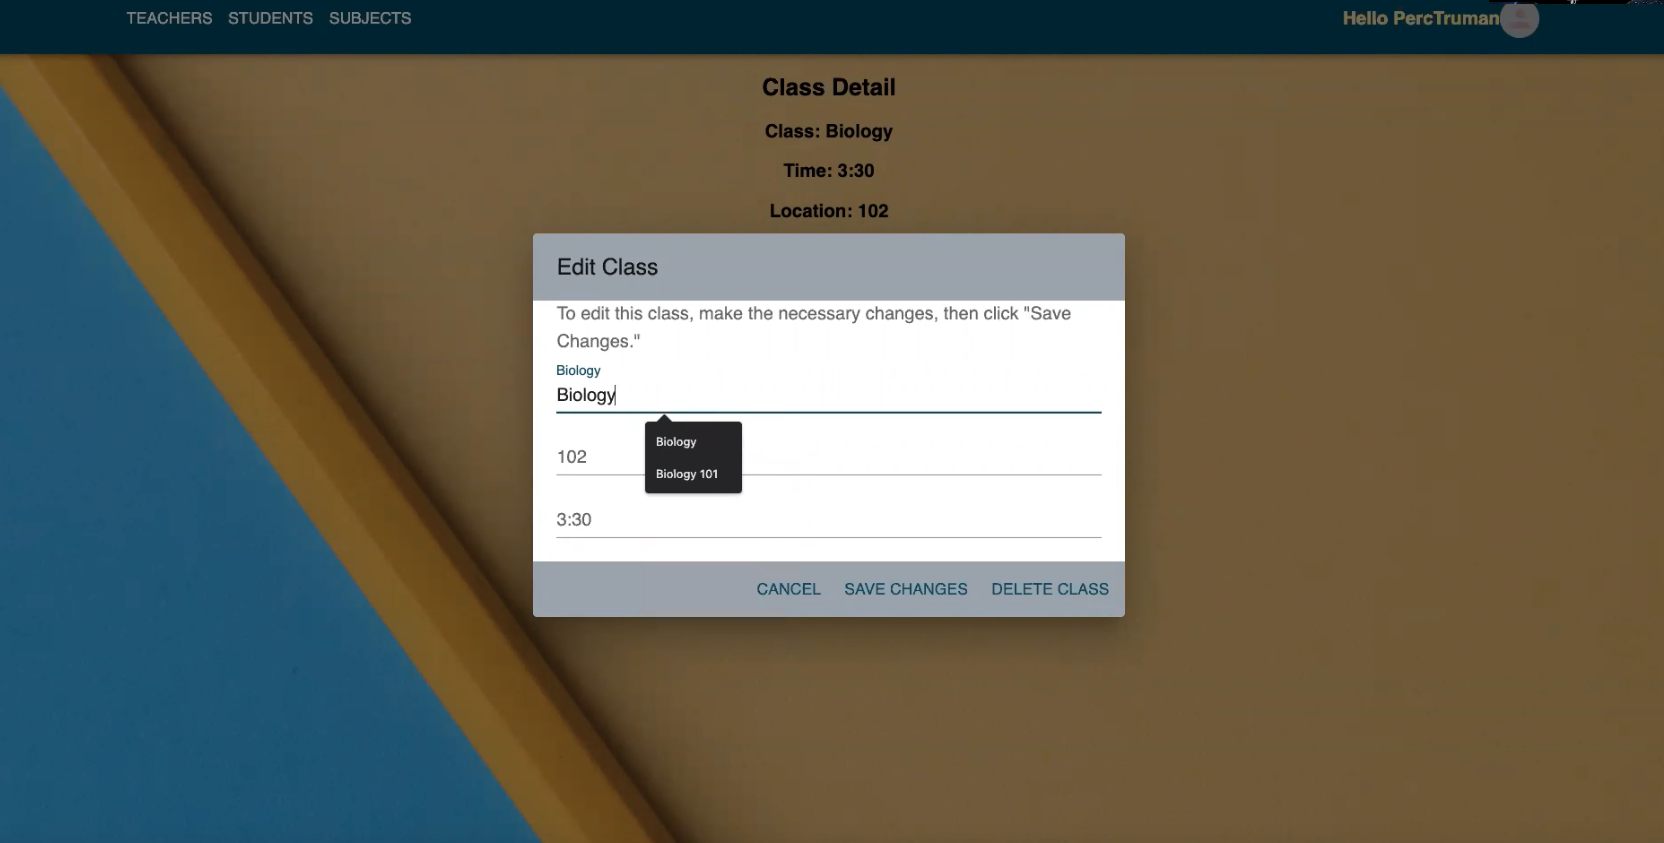 TEACHERS STUDENTS SUBJECTS
Hello PercTruman
Class Detail
Class: Biology
Time: 3:30
Location: 102
Edit Class
To edit this class, make the necessary changes, then click "Save
Changes."
Biology
Biology
Biology
Biology 101
102
3:30
CANCEL SAVE CHANGES DELETE CLASS